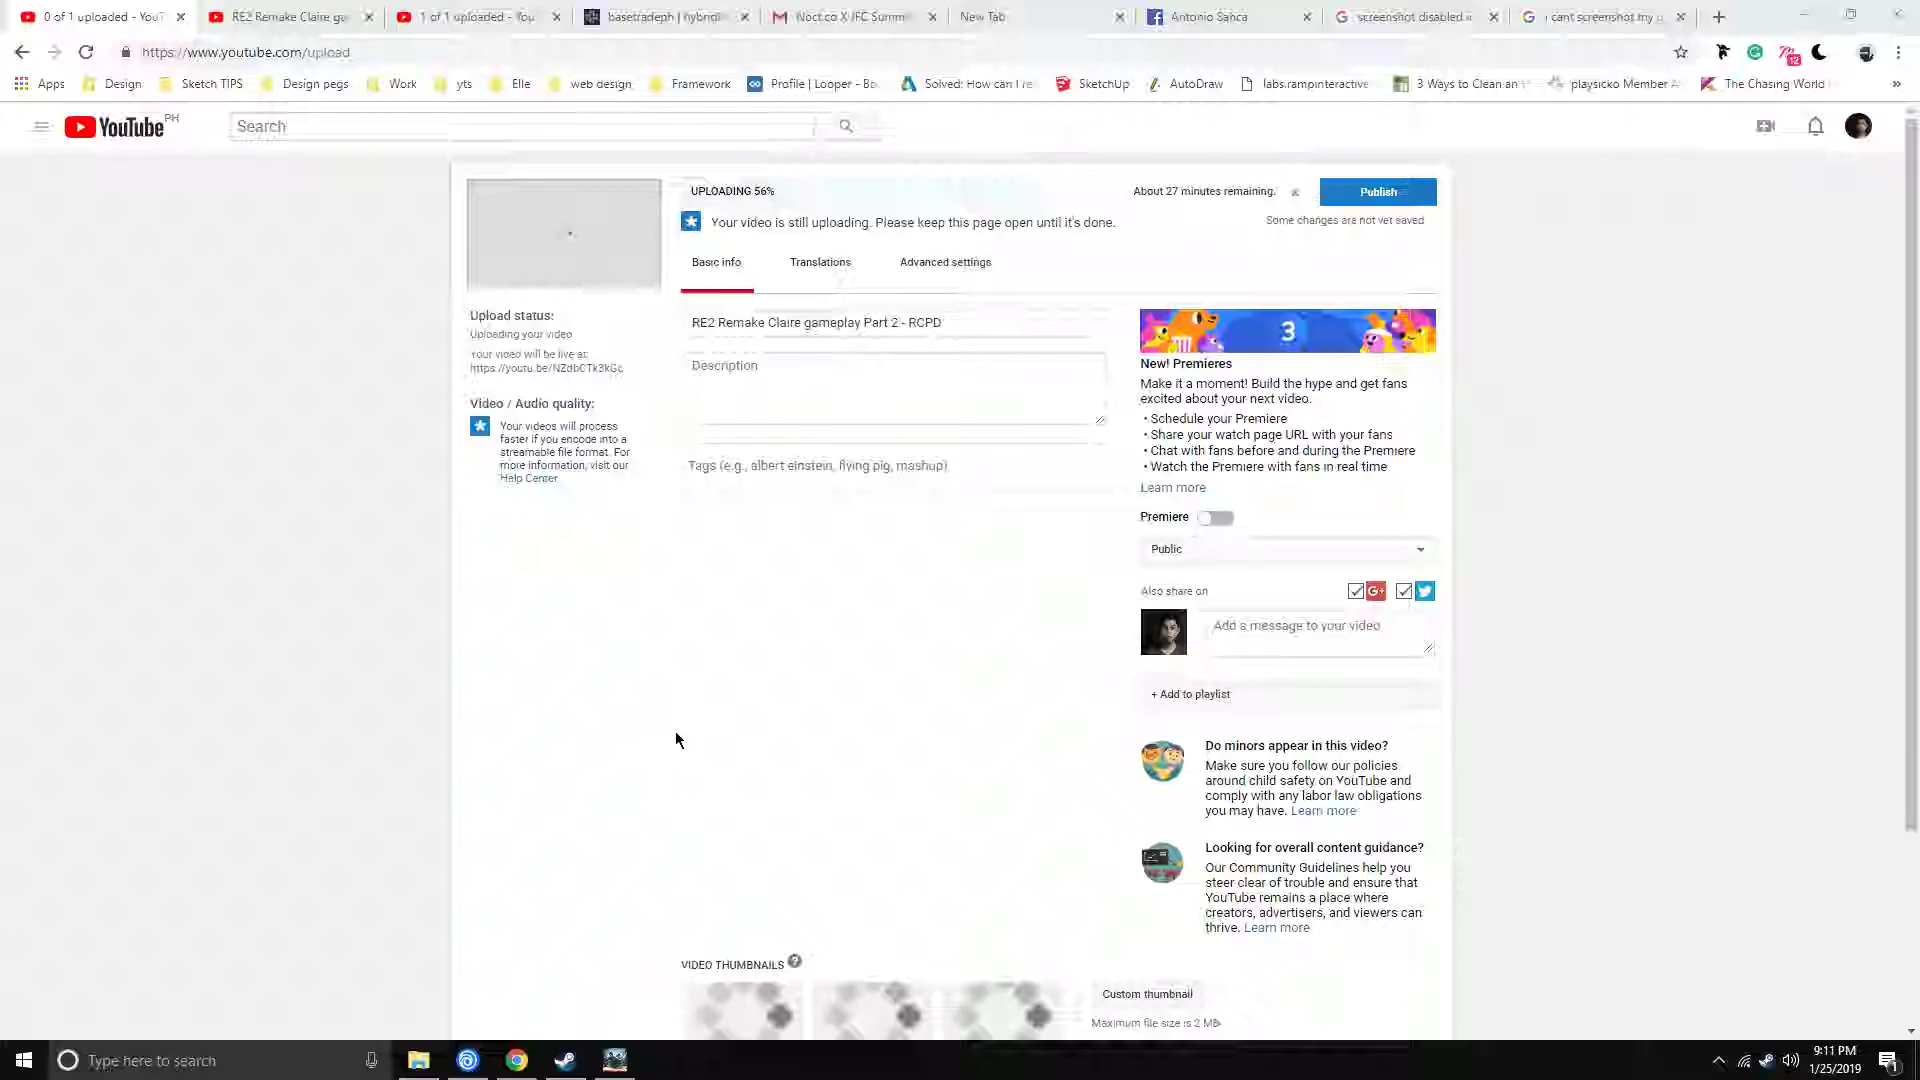 0 of 1 uploaded - YouT
RE2 Remake Claire ga
1 of 1 uploaded - You
basetradeph | hybridl
Noct.co X JFC Summ
New Tab
Antonio Sanca
screenshot disabled
i cant screenshot my
https://www.youtube.com/upload
12
Apps
Design
Sketch TIPS
Design pegs
Work
yts
Elle
web design
Framework
Profile | Looper - Bo
Solved: How can I re
SketchUp
AutoDraw
labs.rampinteractive
3 Ways to Clean an
playsicko Member A
The Chasing World
»
YouTube PH
Search
UPLOADING 56%
About 27 minutes remaining.
Publish
Your video is still uploading. Please keep this page open until it's done.
Some changes are not yet saved
Basic info
Translations
Advanced settings
Upload status:
Uploading your video
Your video will be live at:
https://youtu.be/NZdbCTk3kGc
Video / Audio quality:
Your videos will process
faster if you encode into a
streamable file format. For
more information, visit our
Help Center
RE2 Remake Claire gameplay Part 2 - RCPD
Description
Tags (e.g., albert einstein, flying pig, mashup)
3
New! Premieres
Make it a moment! Build the hype and get fans
excited about your next video.
• Schedule your Premiere
• Share your watch page URL with your fans
• Chat with fans before and during the Premiere
• Watch the Premiere with fans in real time
Learn more
Premiere
Public
Also share on
G+
Add a message to your video
+ Add to playlist
Do minors appear in this video?
Make sure you follow our policies
around child safety on YouTube and
comply with any labor law obligations
you may have. Learn more
Looking for overall content guidance?
Our Community Guidelines help you
steer clear of trouble and ensure that
YouTube remains a place where
creators, advertisers, and viewers can
thrive. Learn more
VIDEO THUMBNAILS ?
Custom thumbnail
Maximum file size is 2 MB
Type here to search
9:11 PM
1/25/2019
1